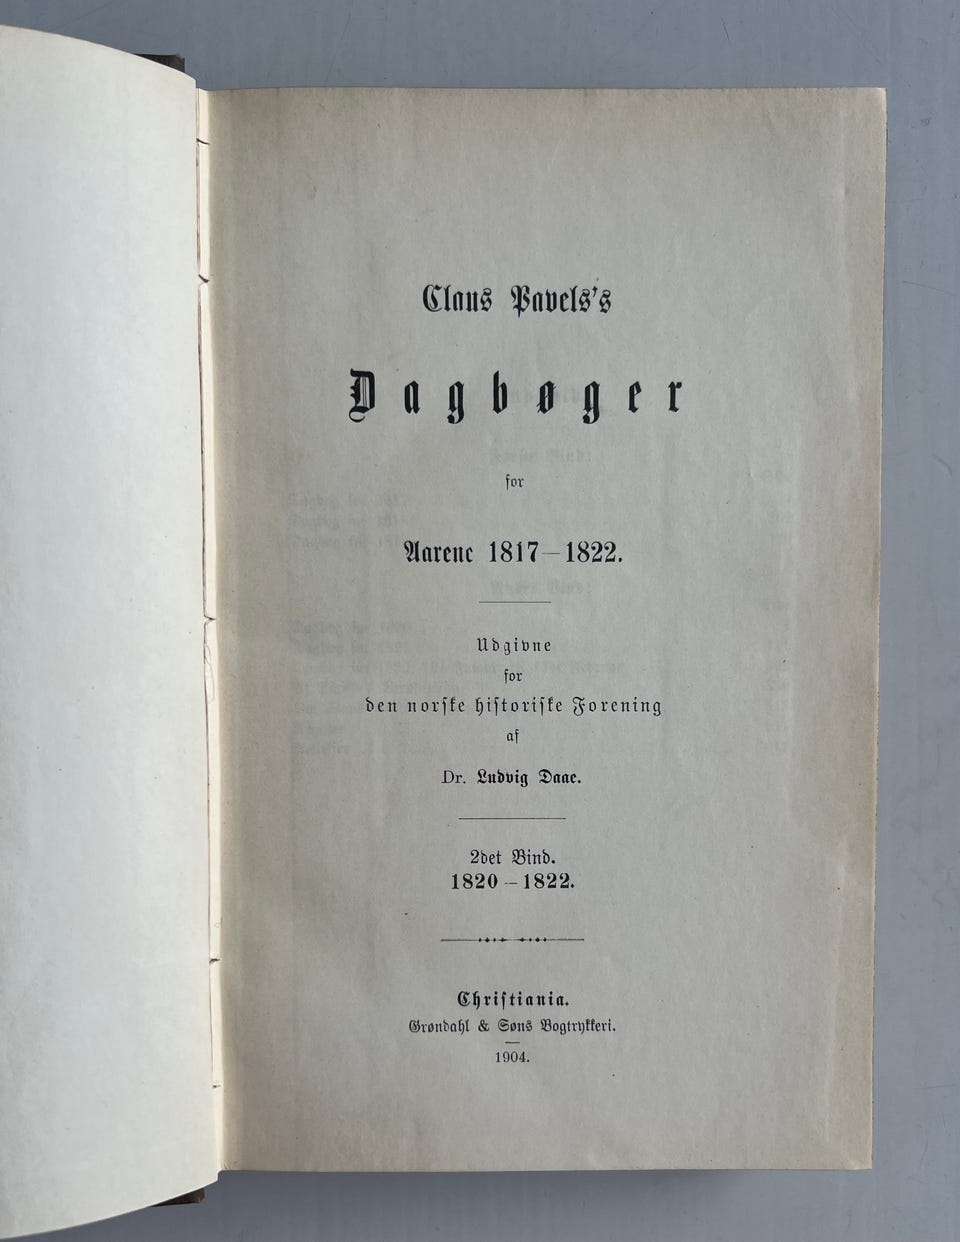 Claus Pavels's
Dagbøger
for
Aarene 1817–1822.
Udgivne
for
den norske historiske Forening
af
Dr. Ludvig Daae.
2det Bind.
1820–1822.
Christiania.
Grøndahl & Søns Bogtrykkeri.
1904.